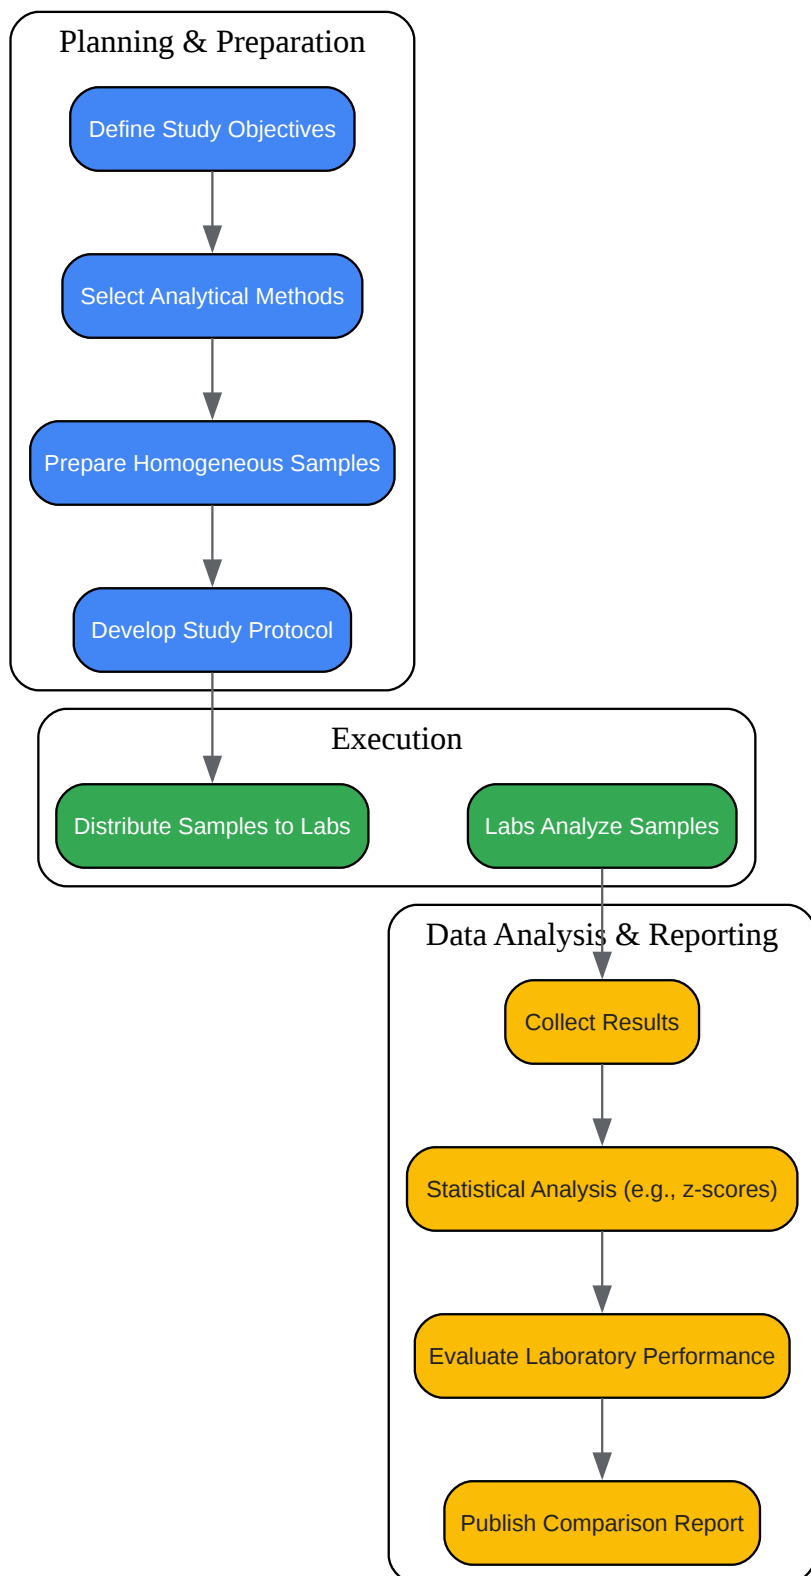 Planning & Preparation
Define Study Objectives
Select Analytical Methods
Prepare Homogeneous Samples
Develop Study Protocol
Execution
Distribute Samples to Labs
Labs Analyze Samples
Data Analysis & Reporting
Collect Results
Statistical Analysis (e.g., z-scores)
Evaluate Laboratory Performance
Publish Comparison Report